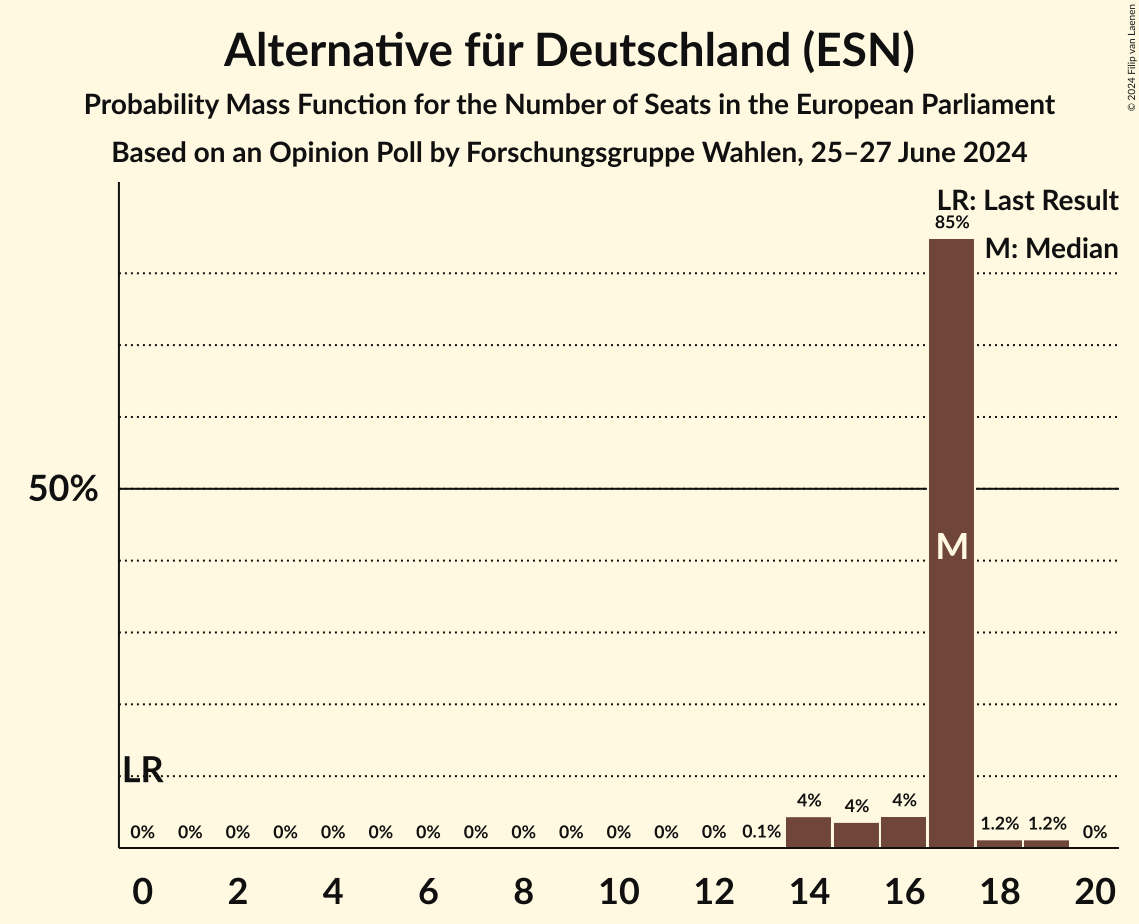 Alternative für Deutschland (ESN)
Probability Mass Function for the Number of Seats in the European Parliament
Based on an Opinion Poll by Forschungsgruppe Wahlen, 25–27 June 2024
© 2024 Filip van Laenen
LR: Last Result
M: Median
85%
50%
M
LR
0% 0% 0% 0% 0% 0% 0% 0% 0% 0% 0% 0% 0% 0.1% 4% 4% 4% 1.2% 1.2% 0%
0 2 4 6 8 10 12 14 16 18 20